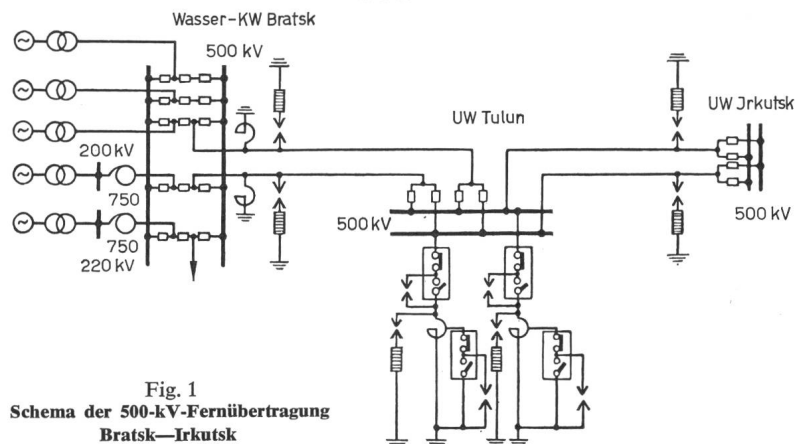 Wasser-KW Bratsk
500 kV
UW Tulun
UW Jrkutsk
200 kV
750
500 kV
500 kV
750
220 kV
Fig. 1
Schema der 500-kV-Fernübertragung
Bratsk—Irkutsk